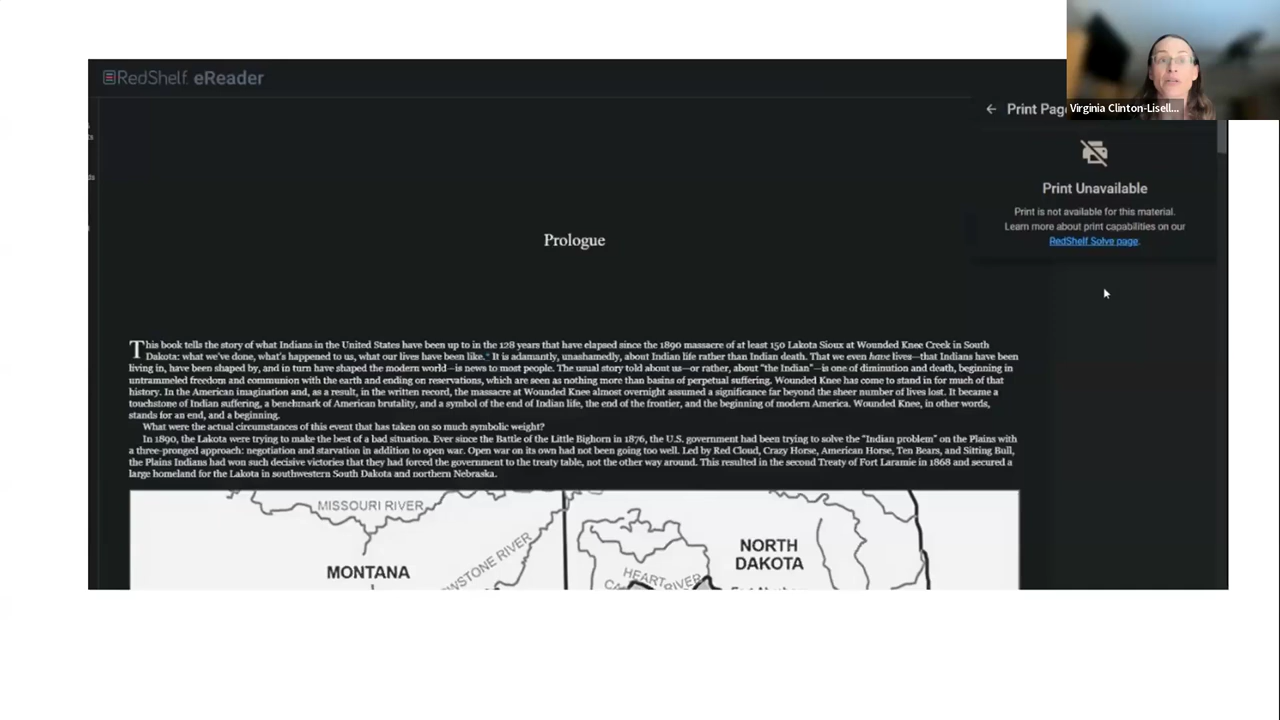 RedShelf eReader
Print Pag
Virginia Clinton-Lisell...
Print Unavailable
Print is not available for this material.
Learn more about print capabilities on our
RedShelf Solve page.
Prologue
This book tells the story of what Indians in the United States have been up to in the 128 years that have elapsed since the 1890 massacre of at least 150 Lakota Sioux at Wounded Knee Creek in South
Dakota: what we've done, what's happened to us, what our lives have been like.* It is adamantly, unashamedly, about Indian life rather than Indian death. That we even have lives—that Indians have been
living in, have been shaped by, and in turn have shaped the modern world—is news to most people. The usual story told about us—or rather, about "the Indian"—is one of diminution and death, beginning in
untrammeled freedom and communion with the earth and ending on reservations, which are seen as nothing more than basins of perpetual suffering. Wounded Knee has come to stand in for much of that
history. In the American imagination and, as a result, in the written record, the massacre at Wounded Knee almost overnight assumed a significance far beyond the sheer number of lives lost. It became a
touchstone of Indian suffering, a benchmark of American brutality, and a symbol of the end of Indian life, the end of the frontier, and the beginning of modern America. Wounded Knee, in other words,
stands for an end, and a beginning.
What were the actual circumstances of this event that has taken on so much symbolic weight?
In 1890, the Lakota were trying to make the best of a bad situation. Ever since the Battle of the Little Bighorn in 1876, the U.S. government had been trying to solve the "Indian problem" on the Plains with
a three-pronged approach: negotiation and starvation in addition to open war. Open war on its own had not been going too well. Led by Red Cloud, Crazy Horse, American Horse, Ten Bears, and Sitting Bull,
the Plains Indians had won such decisive victories that they had forced the government to the treaty table, not the other way around. This resulted in the second Treaty of Fort Laramie in 1868 and secured a
large homeland for the Lakota in southwestern South Dakota and northern Nebraska.
MISSOURI RIVER
WNSTONE RIVER
MONTANA
NORTH
DAKOTA
HEART RIVER